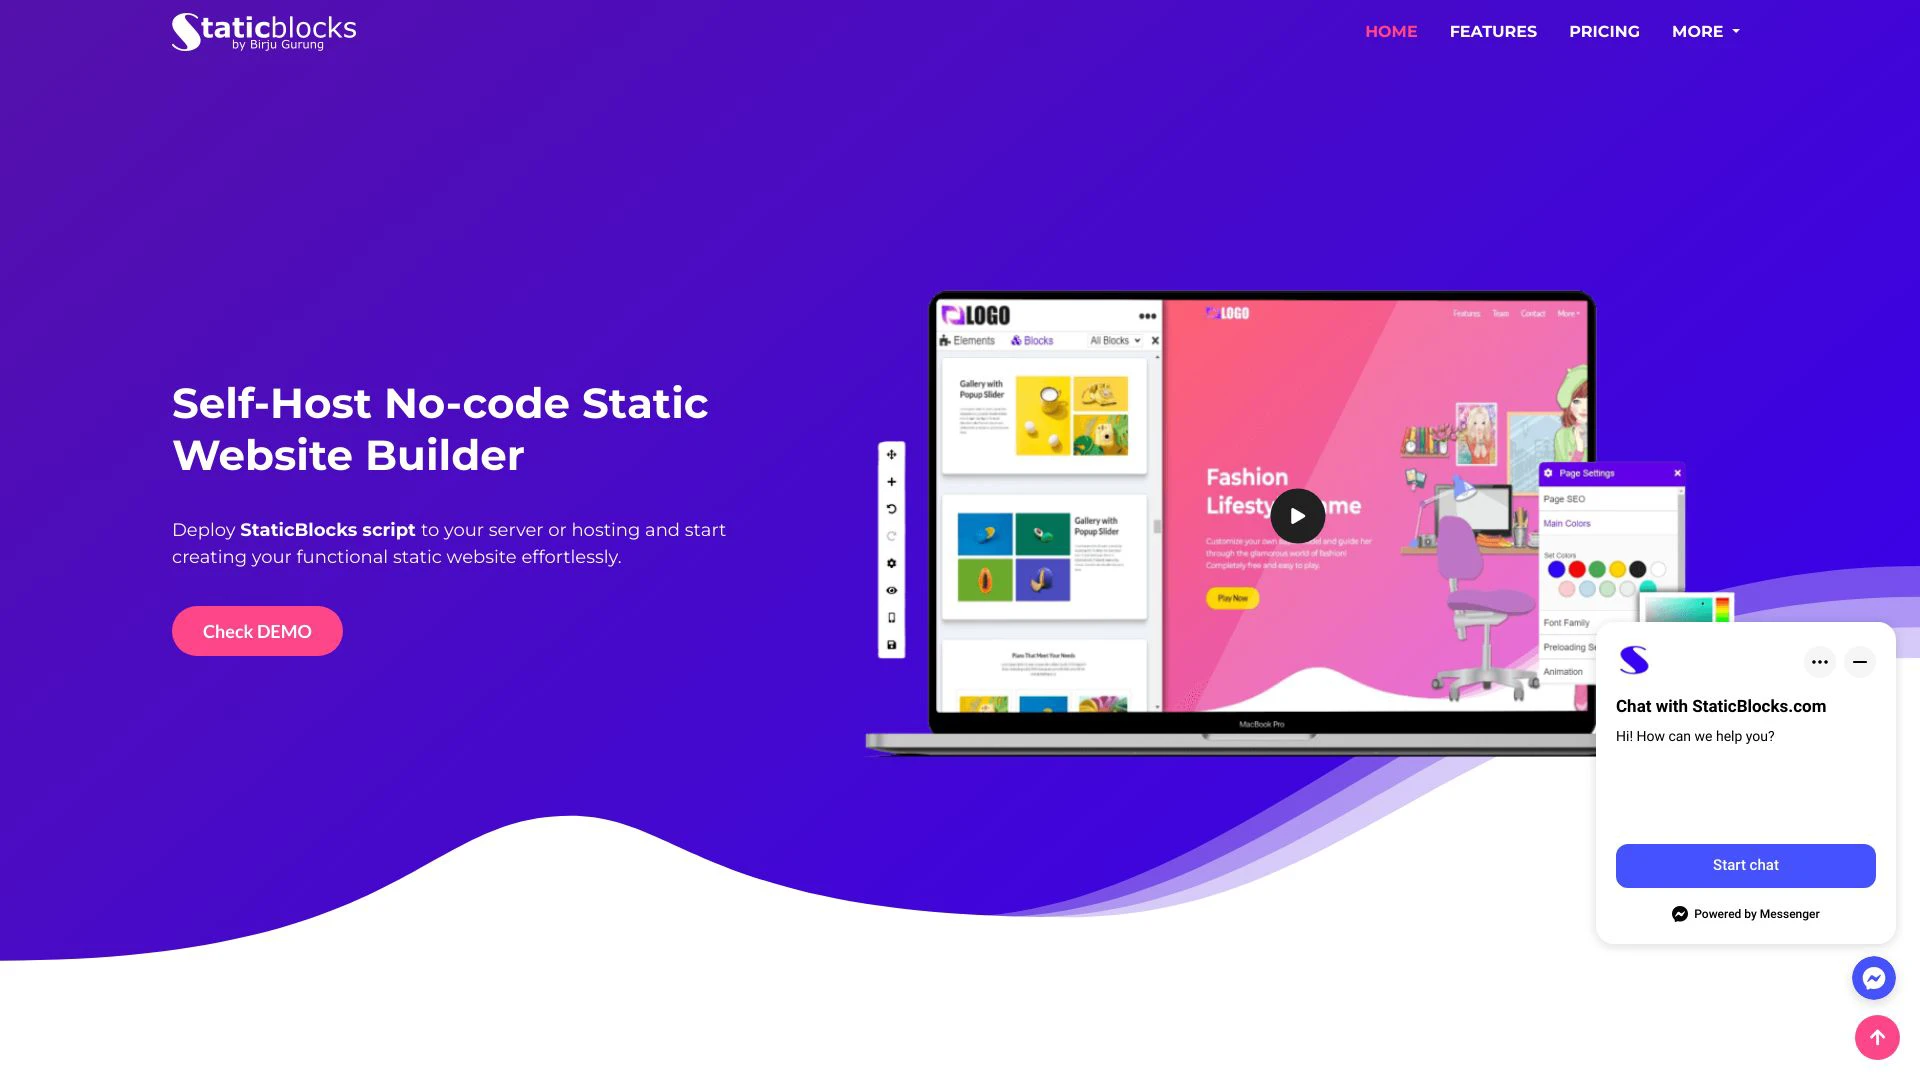 Staticblocks
by Birju Gurung
HOME
FEATURES
PRICING
MORE
Self-Host No-code Static
Website Builder
Deploy StaticBlocks script to your server or hosting and start
creating your functional static website effortlessly.
Check DEMO
LOGO
Elements
Blocks
All Blocks
Gallery with
Popup Slider
Gallery with
Popup Slider
Plans That Meet Your Needs
LOGO
Features
Team
Contact
More
Fashion
Customize your own
and guide her
through the glamorous world of fashion!
Completely free and easy to play.
Play Now
MacBook Pro
Page Settings
Page SEO
Main Colors
Set Colors
Font Family
Preloading
Animation
Chat with StaticBlocks.com
Hi! How can we help you?
Start chat
Powered by Messenger